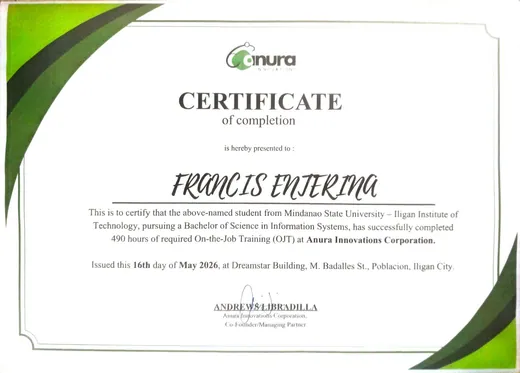 anura
CERTIFICATE
of completion
is hereby presented to :
FRANCIS ENTERINA
This is to certify that the above-named student from Mindanao State University – Iligan Institute of
Technology, pursuing a Bachelor of Science in Information Systems, has successfully completed
490 hours of required On-the-Job Training (OJT) at Anura Innovations Corporation.
Issued this 16th day of May 2026, at Dreamstar Building, M. Badalles St., Poblacion, Iligan City.
ANDREWS LIBRADILLA
Anura Innovations Corporation,
Co-Founder/Managing Partner